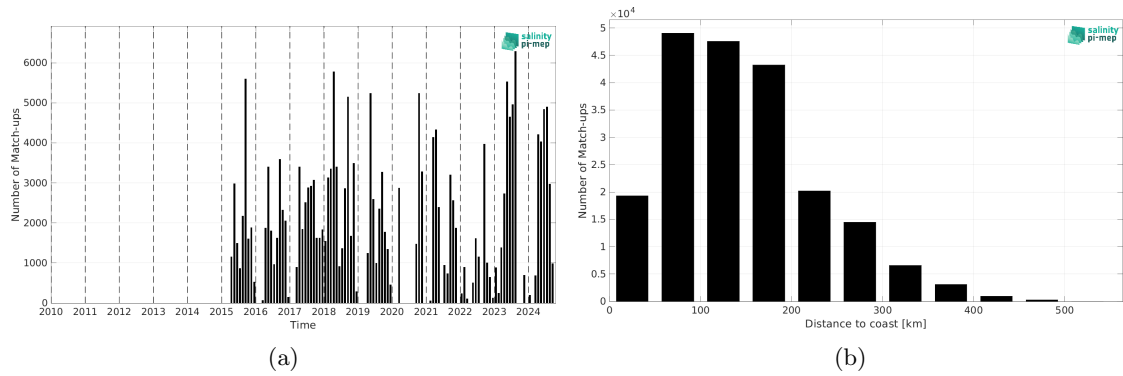 salinity
pi-mep
Number of Match-ups
6000
5000
4000
3000
2000
1000
0
2010 2011 2012 2013 2014 2015 2016 2017 2018 2019 2020 2021 2022 2023 2024
Time
(a)
×10⁴
salinity
pi-mep
Number of Match-ups
5
4.5
4
3.5
3
2.5
2
1.5
1
0.5
0
0 100 200 300 400 500
Distance to coast [km]
(b)